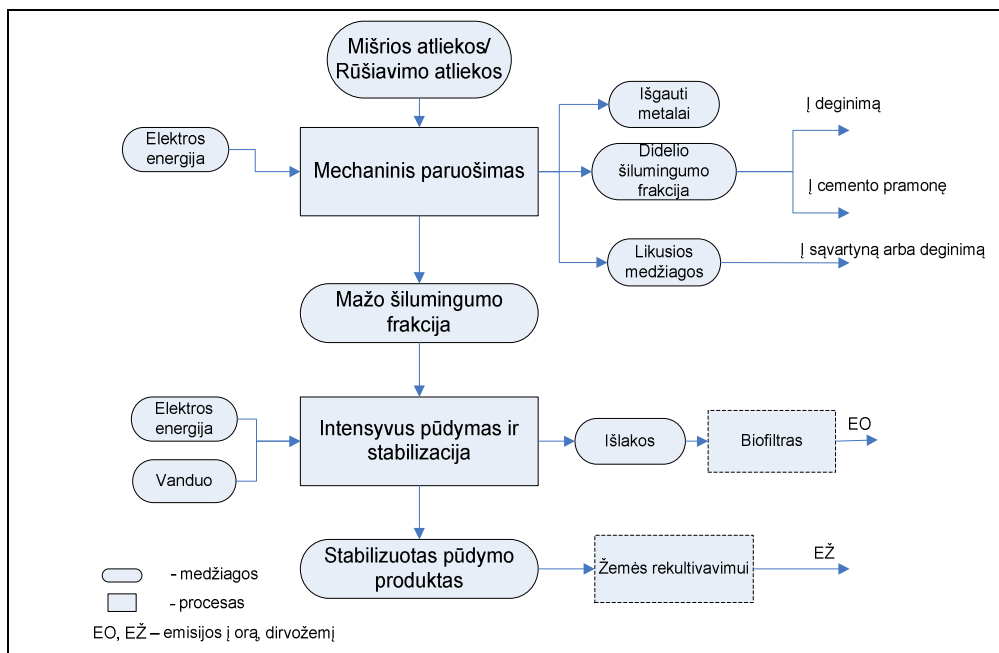 Mišrios atliekos/
Rūšiavimo atliekos
Elektros
energija
Mechaninis paruošimas
Išgauti
metalai
Didelio
šilumingumo
frakcija
Į deginimą
Į cemento pramonę
Likusios
medžiagos
Į sąvartyną arba deginimą
Mažo šilumingumo
frakcija
Elektros
energija
Vanduo
Intensyvus pūdymas ir
stabilizacija
Išlakos
Biofiltras
EO
Stabilizuotas pūdymo
produktas
Žemės rekultivavimui
EŽ
- medžiagos
- procesas
EO, EŽ – emisijos į orą, dirvožemį